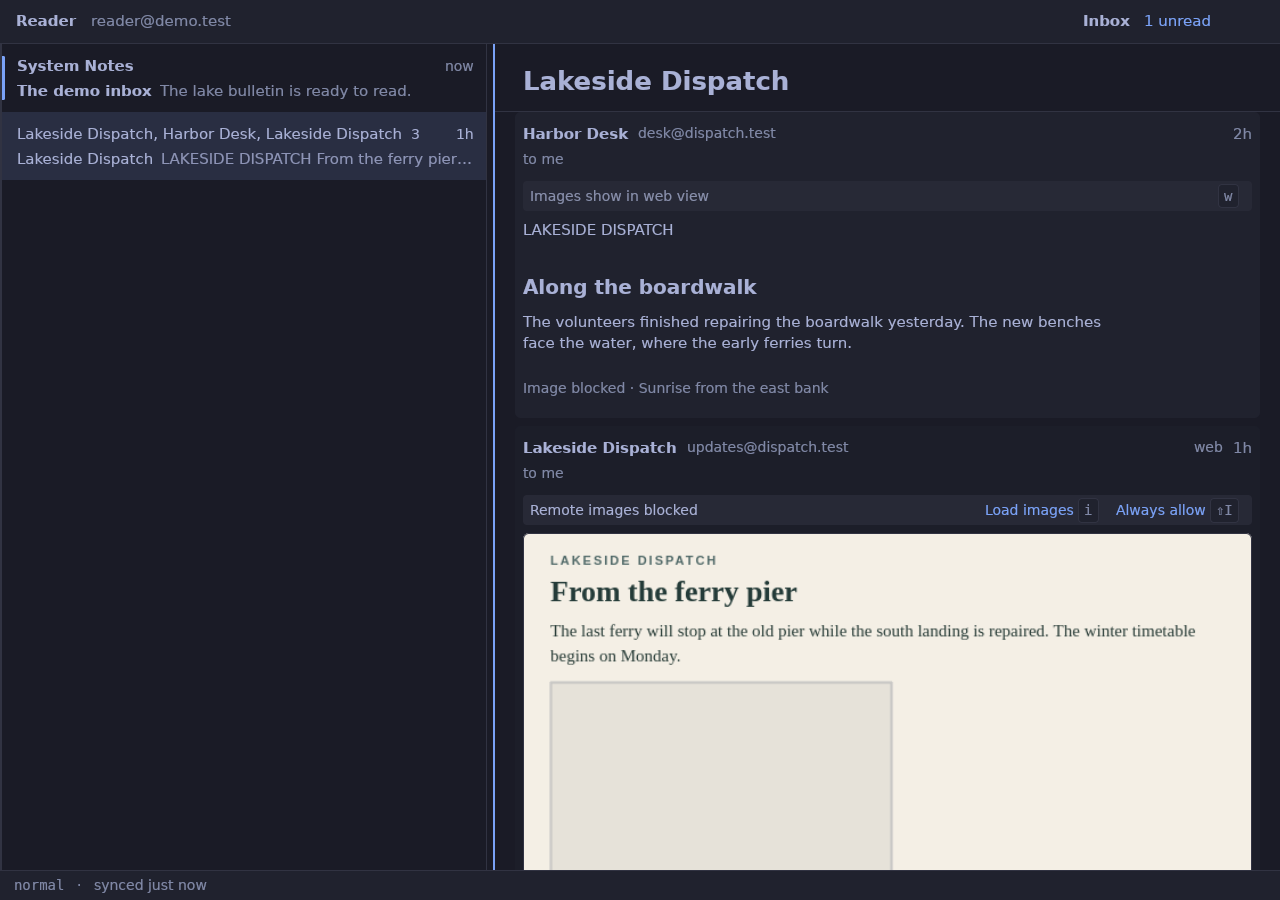 Reader reader@demo.test Inbox 1 unread
System Notes now
The demo inbox The lake bulletin is ready to read.
Lakeside Dispatch, Harbor Desk, Lakeside Dispatch 3 1h
Lakeside Dispatch LAKESIDE DISPATCH From the ferry pier…
Lakeside Dispatch
Harbor Desk desk@dispatch.test 2h
to me
Images show in web view w
LAKESIDE DISPATCH
Along the boardwalk
The volunteers finished repairing the boardwalk yesterday. The new benches
face the water, where the early ferries turn.
Image blocked · Sunrise from the east bank
Lakeside Dispatch updates@dispatch.test web 1h
to me
Remote images blocked Load images i Always allow ⇧I
LAKESIDE DISPATCH
From the ferry pier
The last ferry will stop at the old pier while the south landing is repaired. The winter timetable
begins on Monday.
normal · synced just now